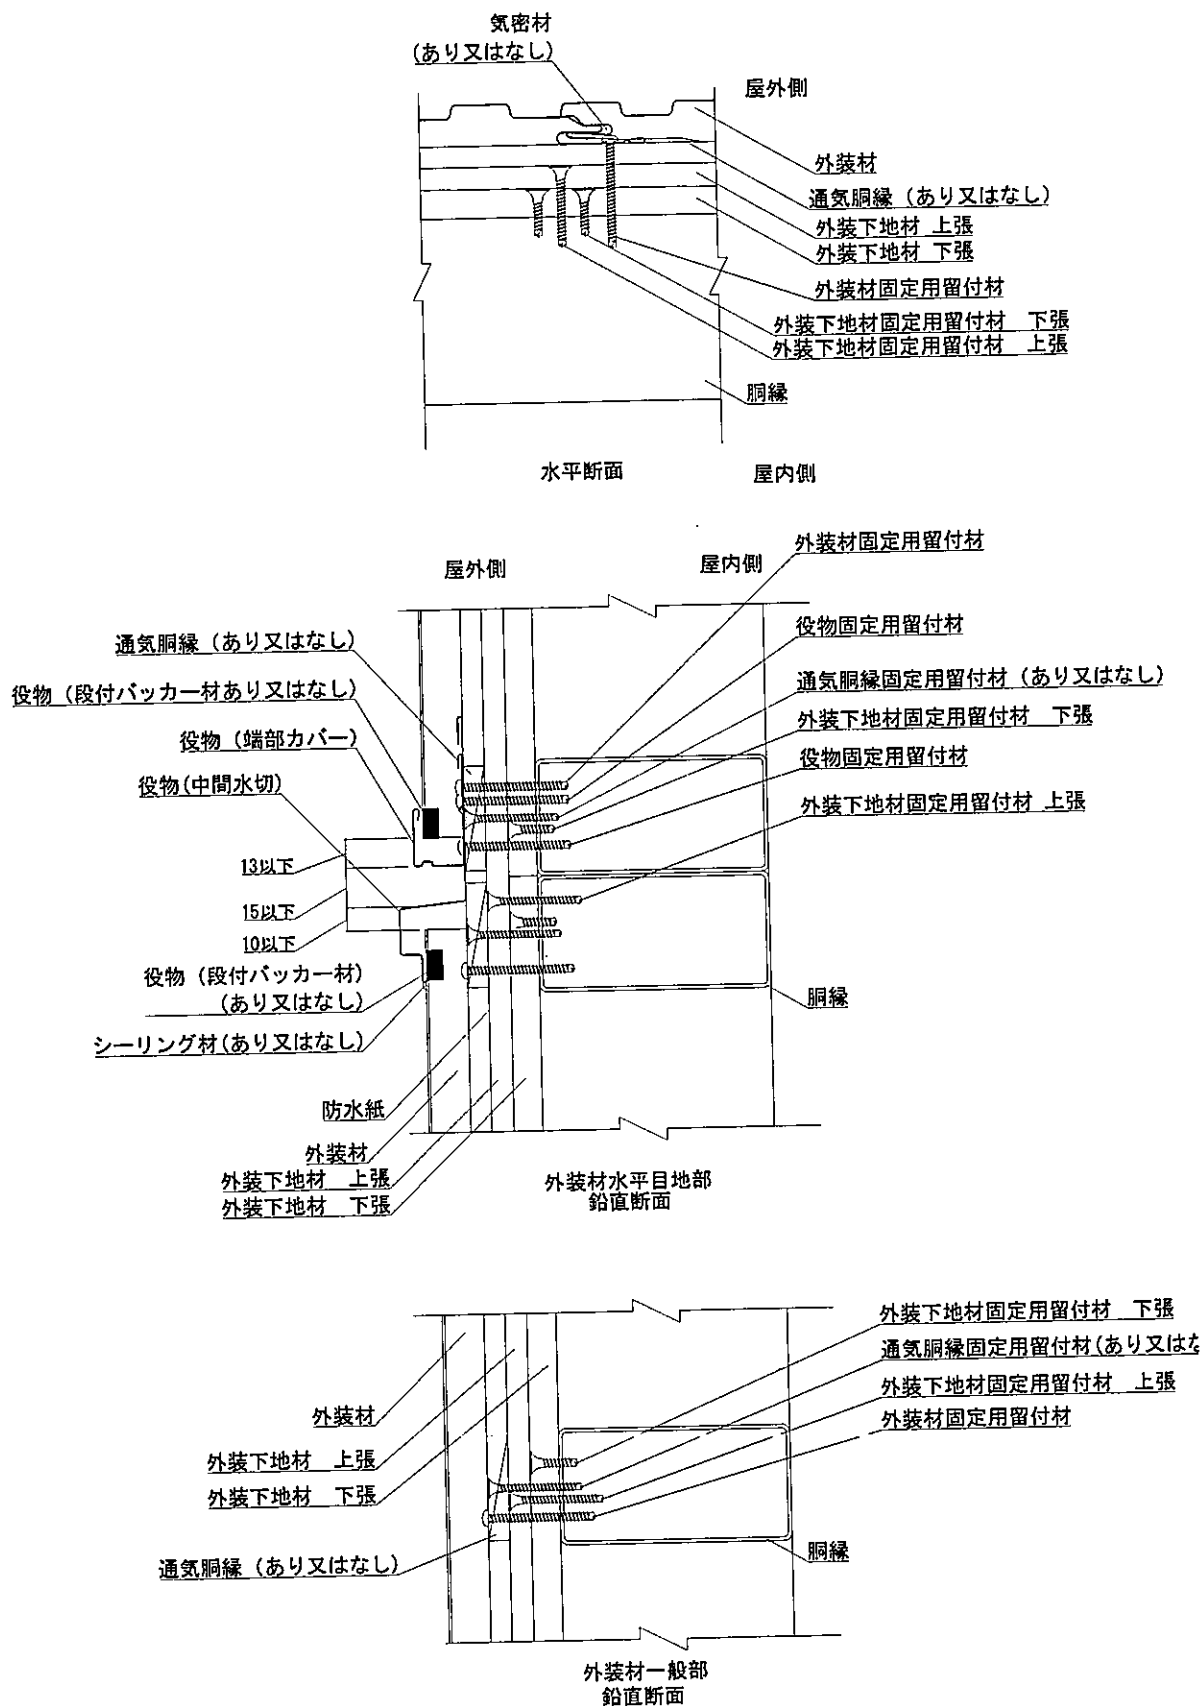 気密材
(あり又はなし)
屋外側
外装材
通気胴縁(あり又はなし)
外装下地材 上張
外装下地材 下張
外装材固定用留付材
外装下地材固定用留付材 下張
外装下地材固定用留付材 上張
胴縁
水平断面
屋内側
外装材固定用留付材
屋外側
屋内側
役物固定用留付材
通気胴縁(あり又はなし)
通気胴縁固定用留付材(あり又はなし)
役物(段付バッカー材あり又はなし)
外装下地材固定用留付材 下張
役物(端部カバー)
役物固定用留付材
役物(中間水切)
外装下地材固定用留付材 上張
13以下
15以下
10以下
役物(段付バッカー材)
(あり又はなし)
胴縁
シーリング材(あり又はなし)
防水紙
外装材
外装下地材 上張
外装下地材 下張
外装材水平目地部
鉛直断面
外装下地材固定用留付材 下張
通気胴縁固定用留付材(あり又はな
外装下地材固定用留付材 上張
外装材固定用留付材
外装材
外装下地材 上張
外装下地材 下張
通気胴縁(あり又はなし)
胴縁
外装材一般部
鉛直断面